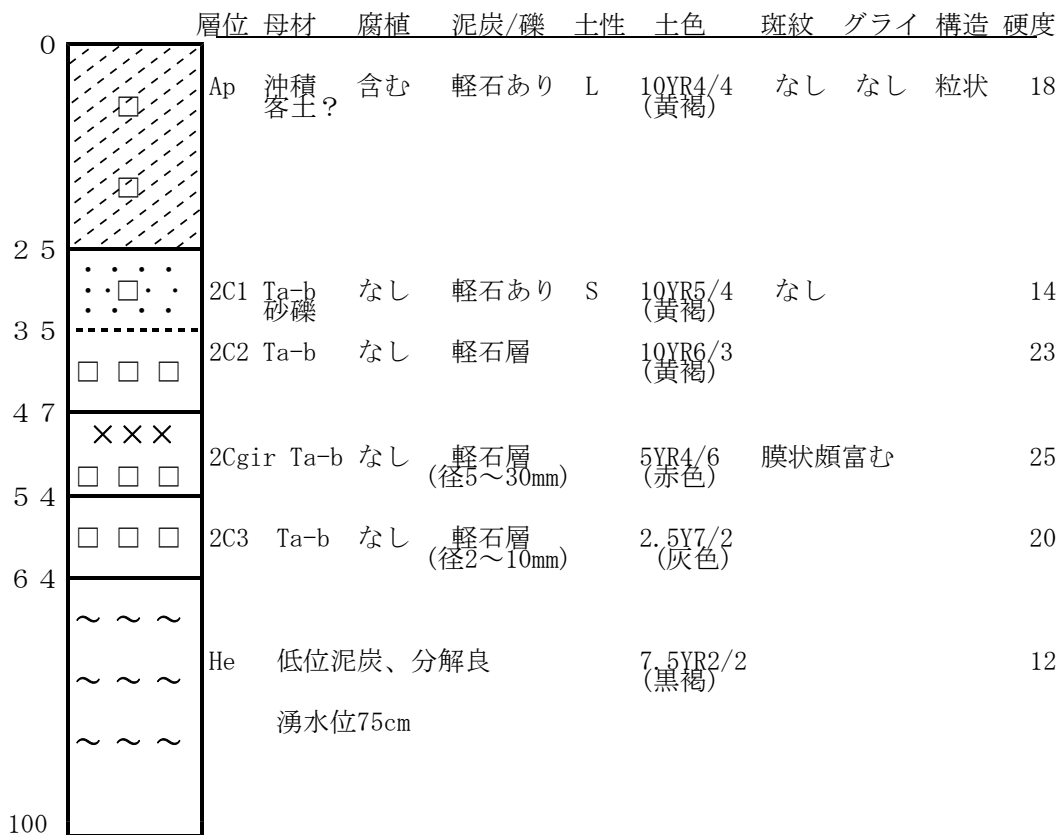 層位 母材 腐植 泥炭/礫 土性 土色 斑紋 グライ 構造 硬度
0
Ap 沖積 含む 軽石あり L 10YR4/4 なし なし 粒状 18
客土? (黄褐)
25
2C1 Ta-b なし 軽石あり S 10YR5/4 なし 14
砂礫 (黄褐)
35
2C2 Ta-b なし 軽石層 10YR6/3 23
(黄褐)
47
2Cgir Ta-b なし 軽石層 5YR4/6 膜状頗富む 25
(径5~30mm) (赤色)
54
2C3 Ta-b なし 軽石層 2.5Y7/2 20
(径2~10mm) (灰色)
64
He 低位泥炭、分解良 7.5YR2/2 12
(黒褐)
湧水位75cm
100